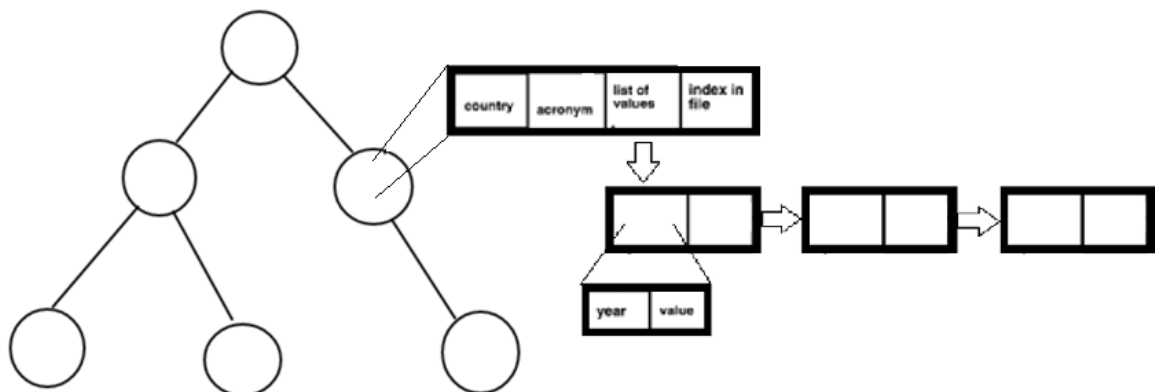 country
acronym
list of
values
index in
file
year
value